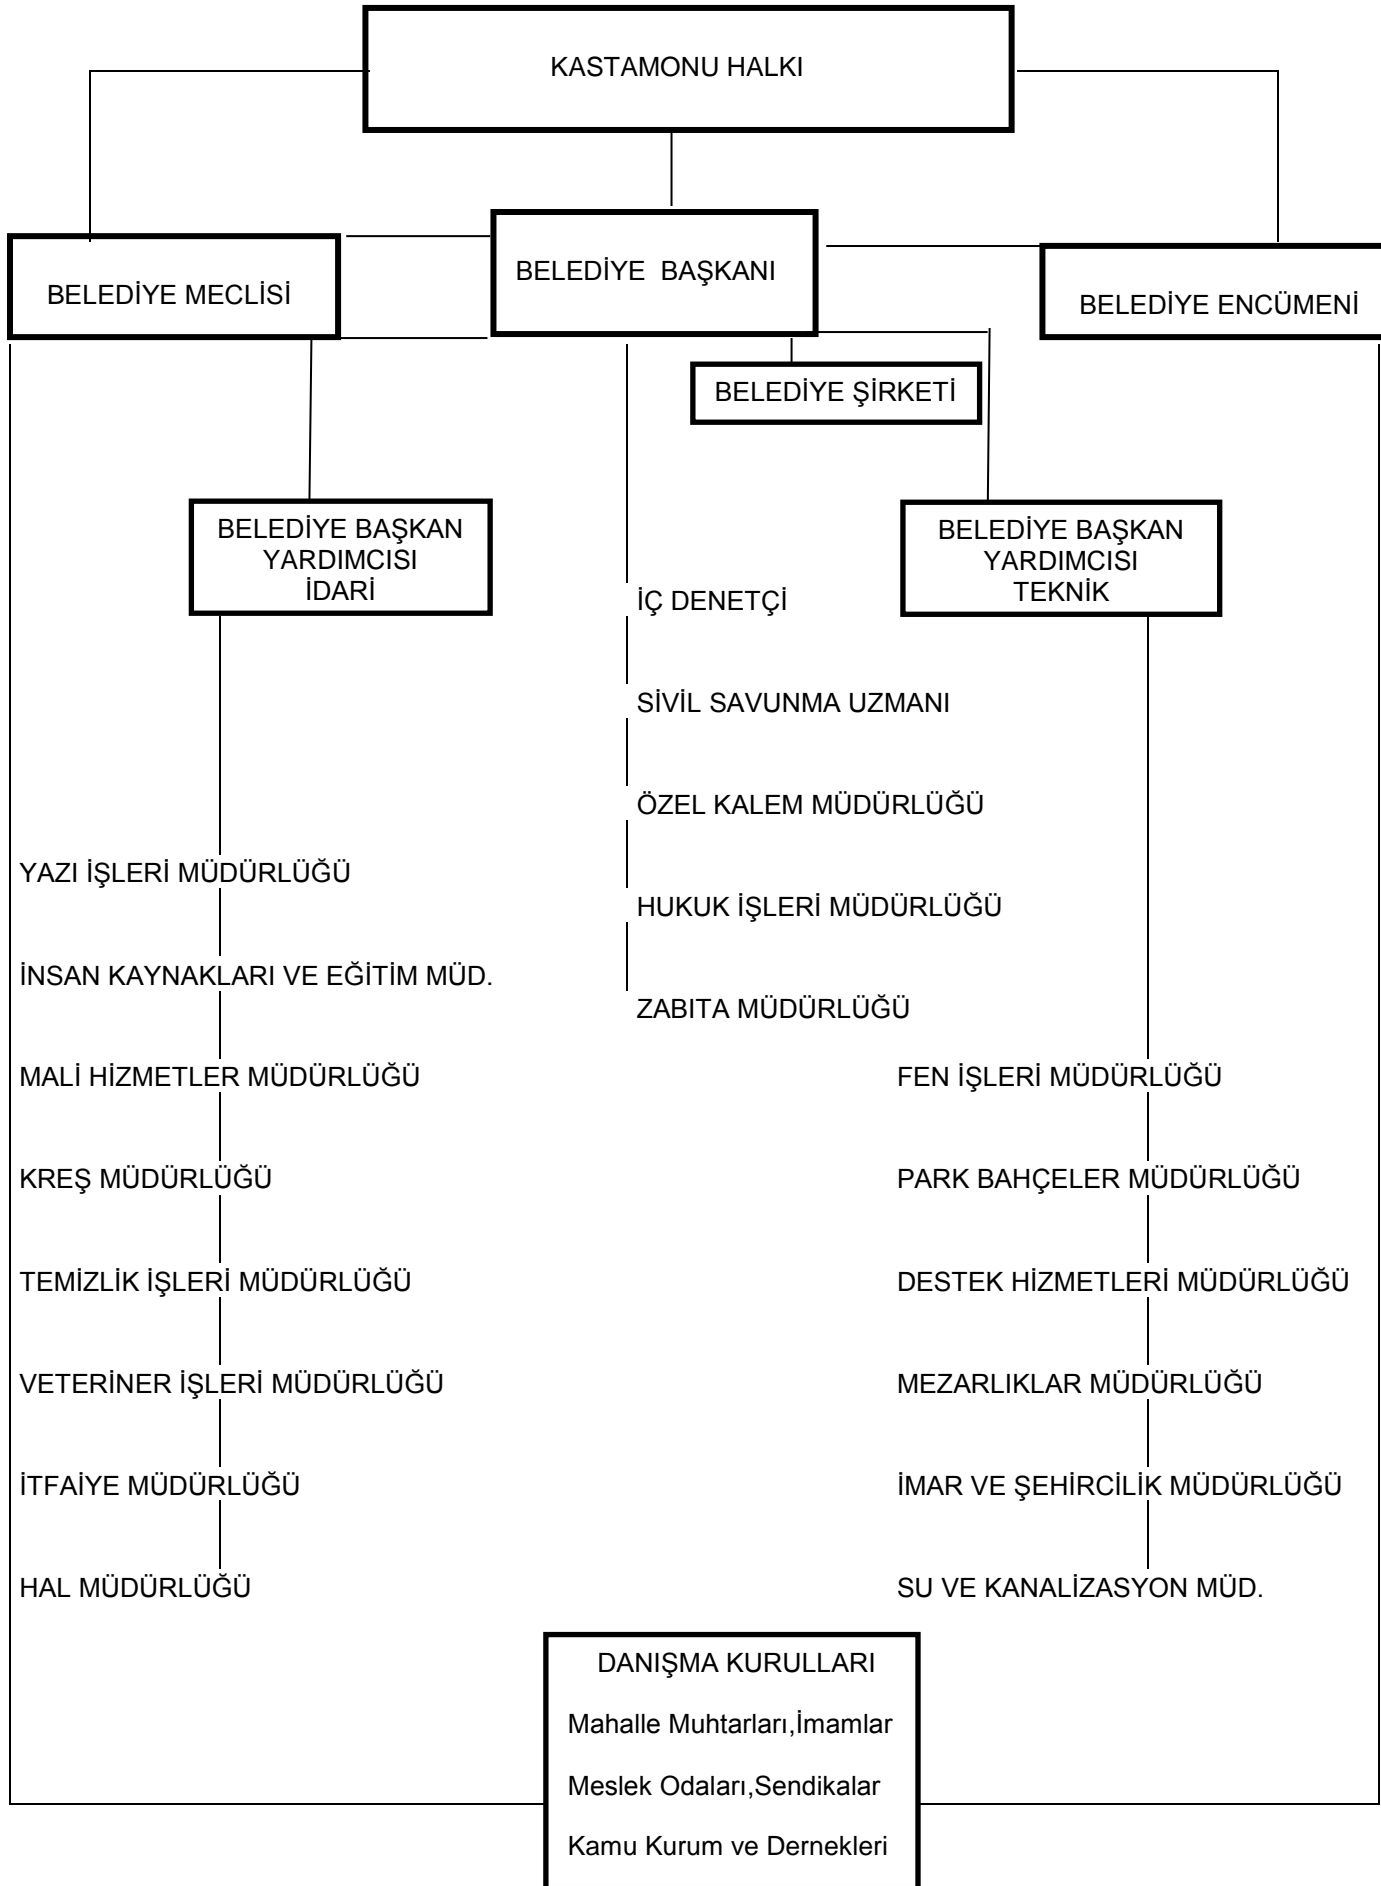 KASTAMONU HALKI
BELEDİYE MECLİSİ
BELEDİYE  BAŞKANI
BELEDİYE ENCÜMENİ
BELEDİYE ŞİRKETİ
BELEDİYE BAŞKAN
YARDIMCISI
İDARİ
BELEDİYE BAŞKAN
YARDIMCISI
TEKNİK
İÇ DENETÇİ
SİVİL SAVUNMA UZMANI
ÖZEL KALEM MÜDÜRLÜĞÜ
HUKUK İŞLERİ MÜDÜRLÜĞÜ
ZABITA MÜDÜRLÜĞÜ
YAZI İŞLERİ MÜDÜRLÜĞÜ
İNSAN KAYNAKLARI VE EĞİTİM MÜD.
MALİ HİZMETLER MÜDÜRLÜĞÜ
KREŞ MÜDÜRLÜĞÜ
TEMİZLİK İŞLERİ MÜDÜRLÜĞÜ
VETERİNER İŞLERİ MÜDÜRLÜĞÜ
İTFAİYE MÜDÜRLÜĞÜ
HAL MÜDÜRLÜĞÜ
FEN İŞLERİ MÜDÜRLÜĞÜ
PARK BAHÇELER MÜDÜRLÜĞÜ
DESTEK HİZMETLERİ MÜDÜRLÜĞÜ
MEZARLIKLAR MÜDÜRLÜĞÜ
İMAR VE ŞEHİRCİLİK MÜDÜRLÜĞÜ
SU VE KANALİZASYON MÜD.
DANIŞMA KURULLARI
Mahalle Muhtarları,İmamlar
Meslek Odaları,Sendikalar
Kamu Kurum ve Dernekleri